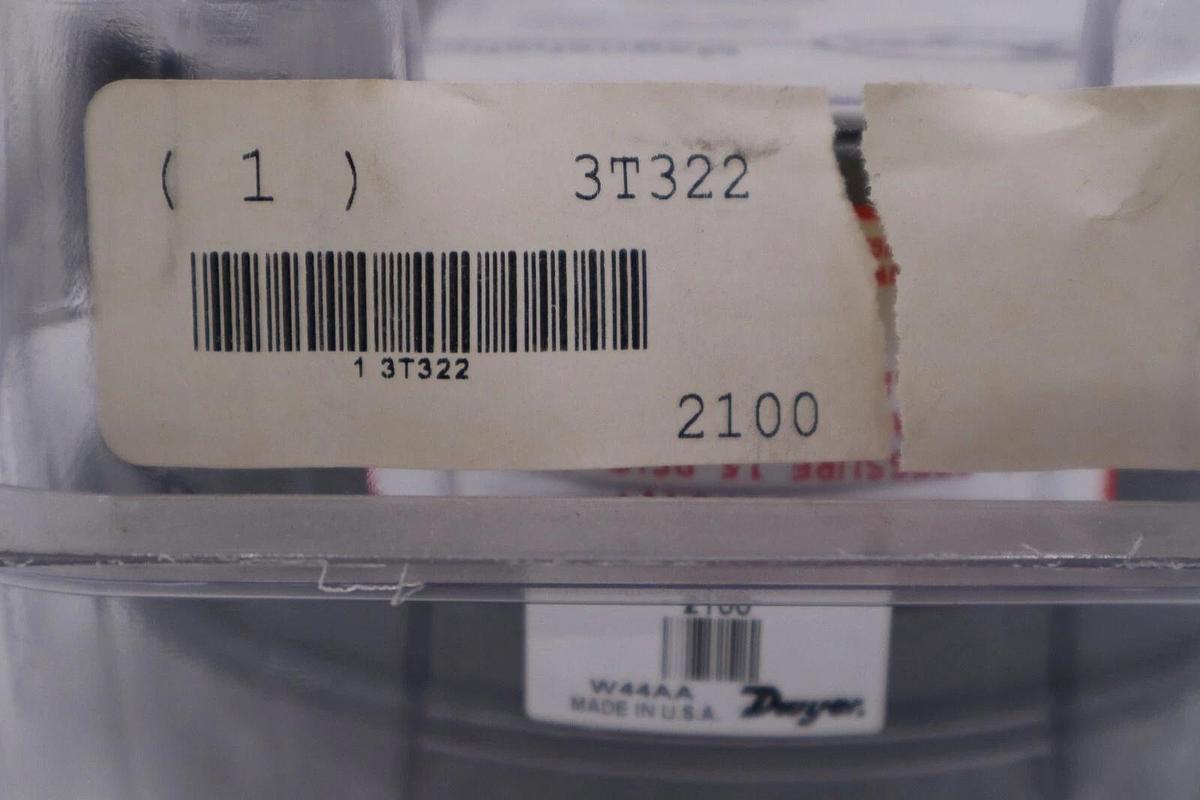 ( 1 ) 3T322
1 3T322
2100
2100
W44AA
MADE IN U.S.A. Dwyer.